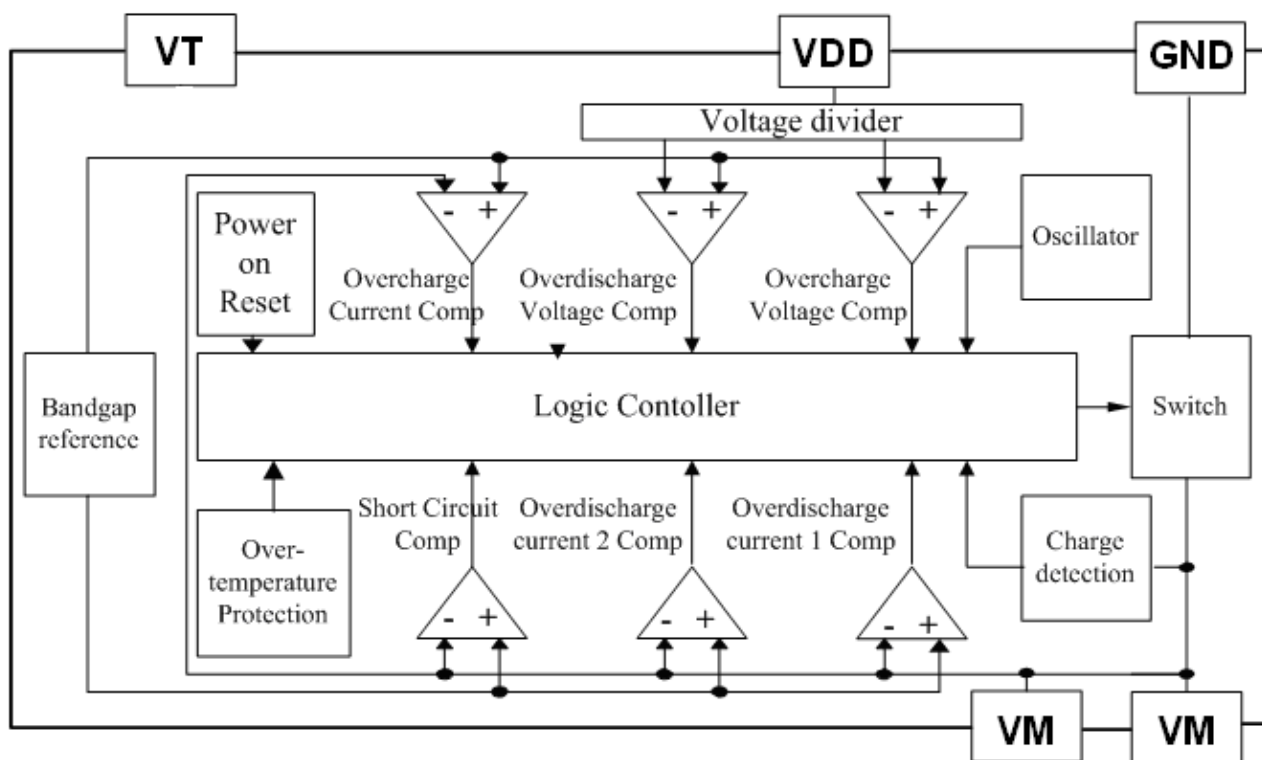 VT
VDD
GND
Voltage divider
- +
- +
- +
Power
on
Reset
Oscillator
Overcharge
Current Comp
Overdischarge
Voltage Comp
Overcharge
Voltage Comp
Bandgap
reference
Logic Contoller
Switch
Short Circuit
Comp
Overdischarge
current 2 Comp
Overdischarge
current 1 Comp
Over-
temperature
Protection
Charge
detection
- +
- +
- +
VM
VM